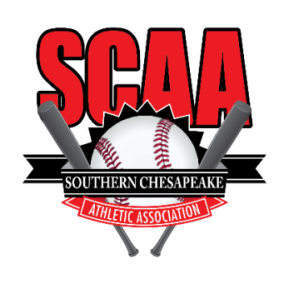 SCAA
SOUTHERN CHESAPEAKE
ATHLETIC ASSOCIATION